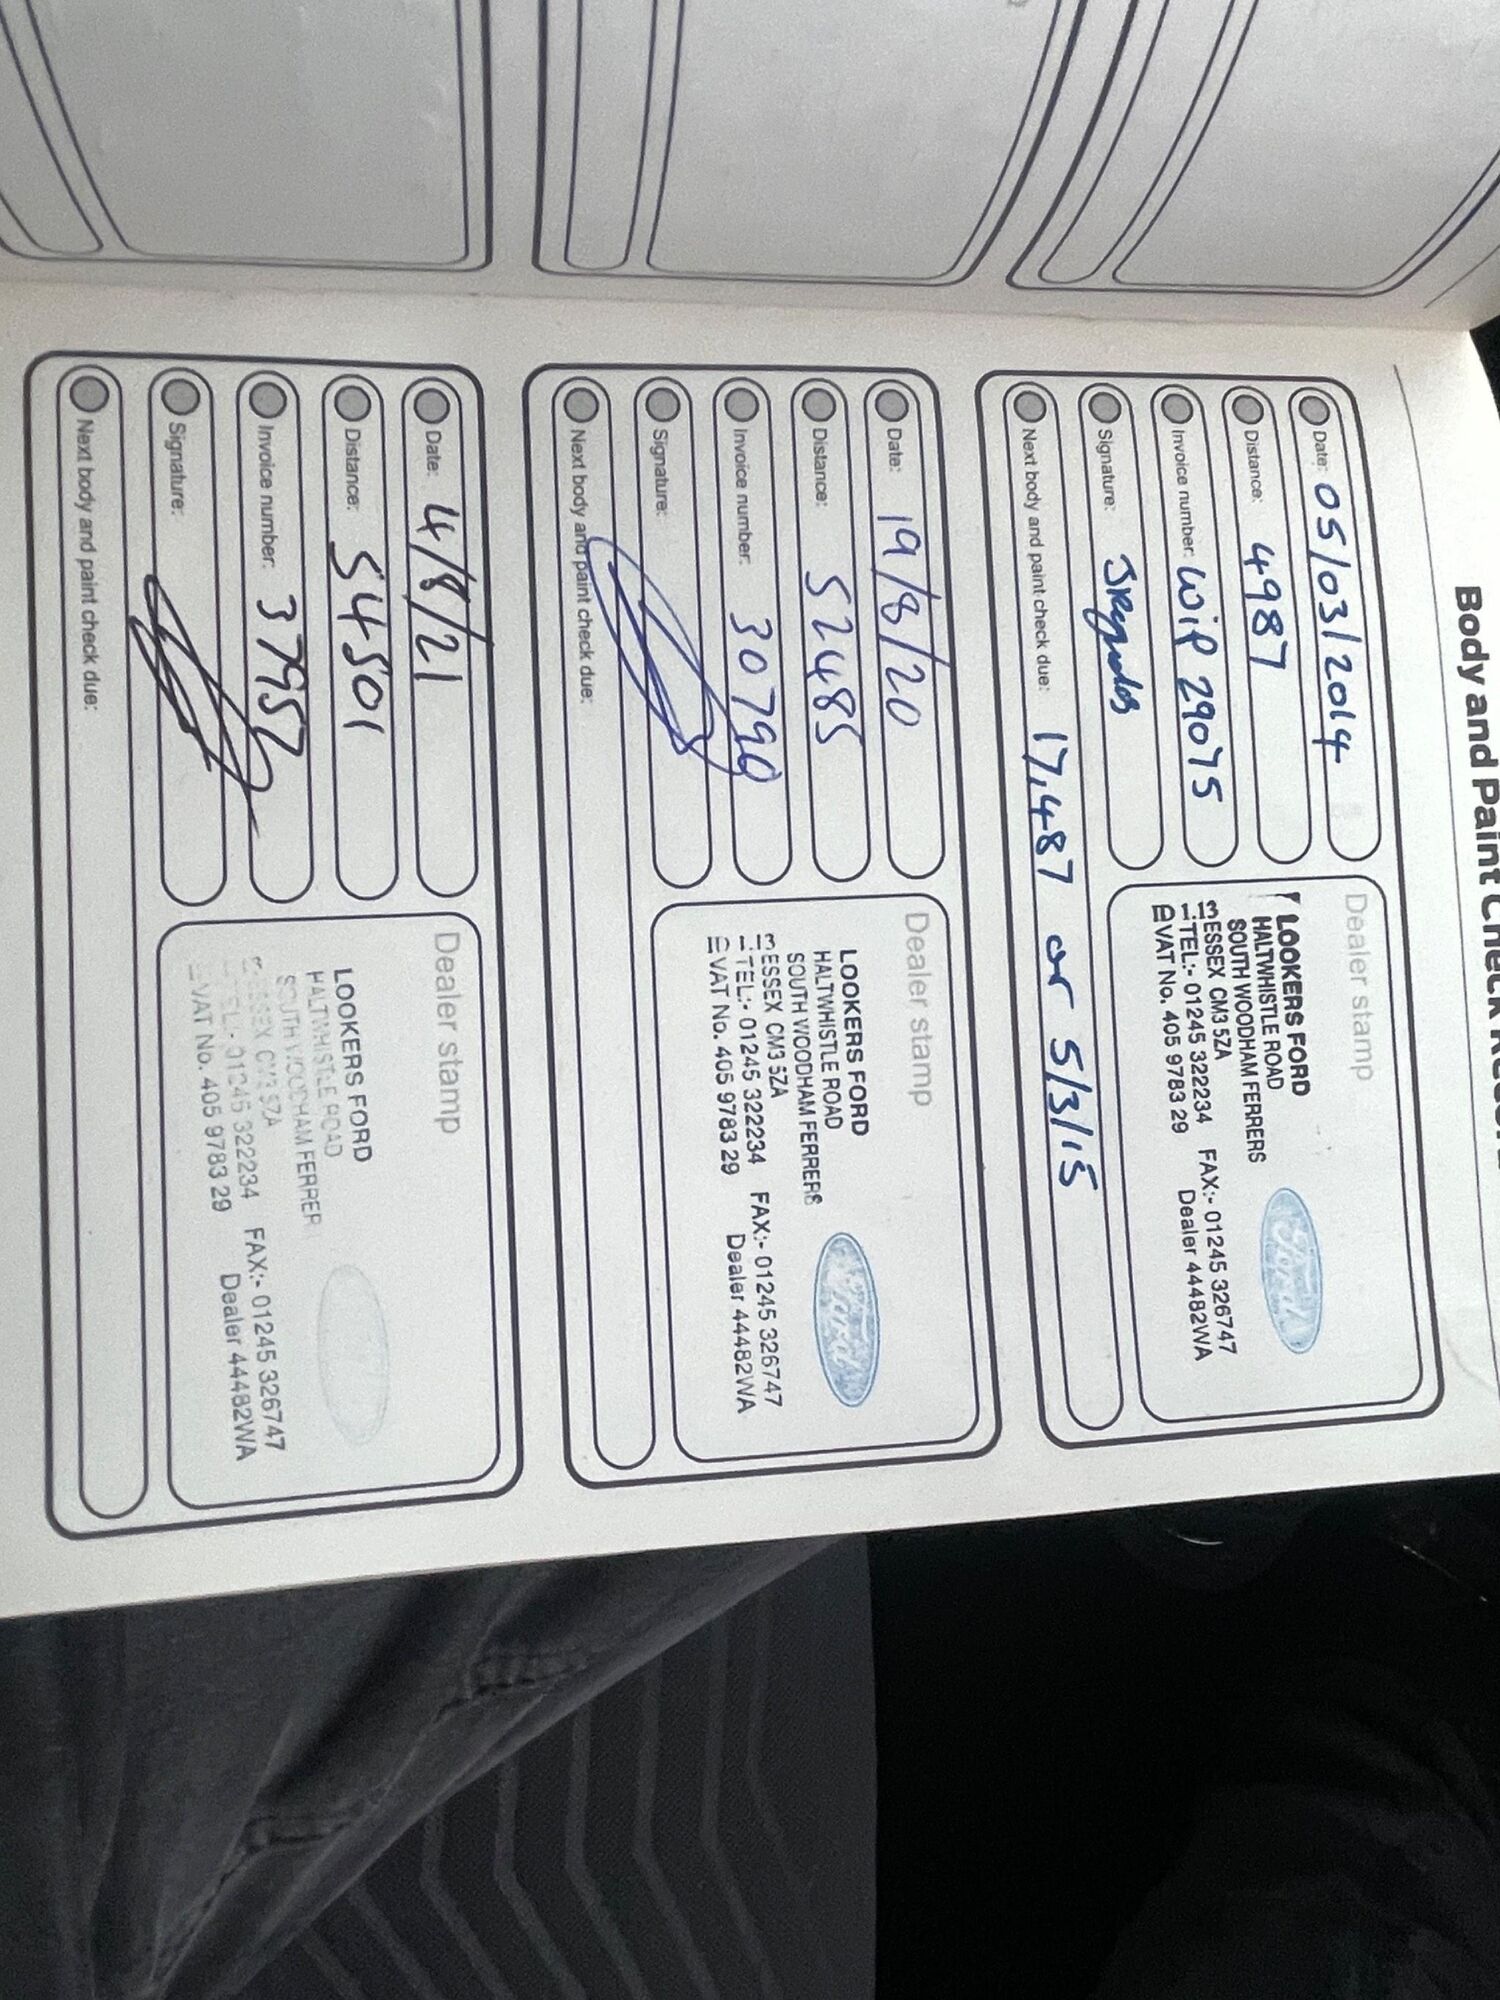 Body and Paint Check
Date: 05/03/2014
Distance: 4987
Invoice number: WIP 29075
Signature:
Next body and paint check due: 17,487 or 5/3/15
Dealer stamp
LOOKERS FORD
HALTWHISTLE ROAD
SOUTH WOODHAM FERRERS
ESSEX CM3 5ZA
TEL:- 01245 322234 FAX:- 01245 326747
VAT No. 405 9783 29 Dealer 44482WA
Ford
Date: 19/8/20
Distance: 52485
Invoice number: 30790
Signature:
Next body and paint check due:
Dealer stamp
LOOKERS FORD
HALTWHISTLE ROAD
SOUTH WOODHAM FERRERS
ESSEX CM3 5ZA
TEL:- 01245 322234 FAX:- 01245 326747
VAT No. 405 9783 29 Dealer 44482WA
Ford
Date: 4/8/21
Distance: 54501
Invoice number: 37957
Signature:
Next body and paint check due:
Dealer stamp
LOOKERS FORD
HALTWHISTLE ROAD
SOUTH WOODHAM FERRER
ESSEX CM3 5ZA
TEL:- 01245 322234 FAX:- 01245 326747
VAT No. 405 9783 29 Dealer 44482WA